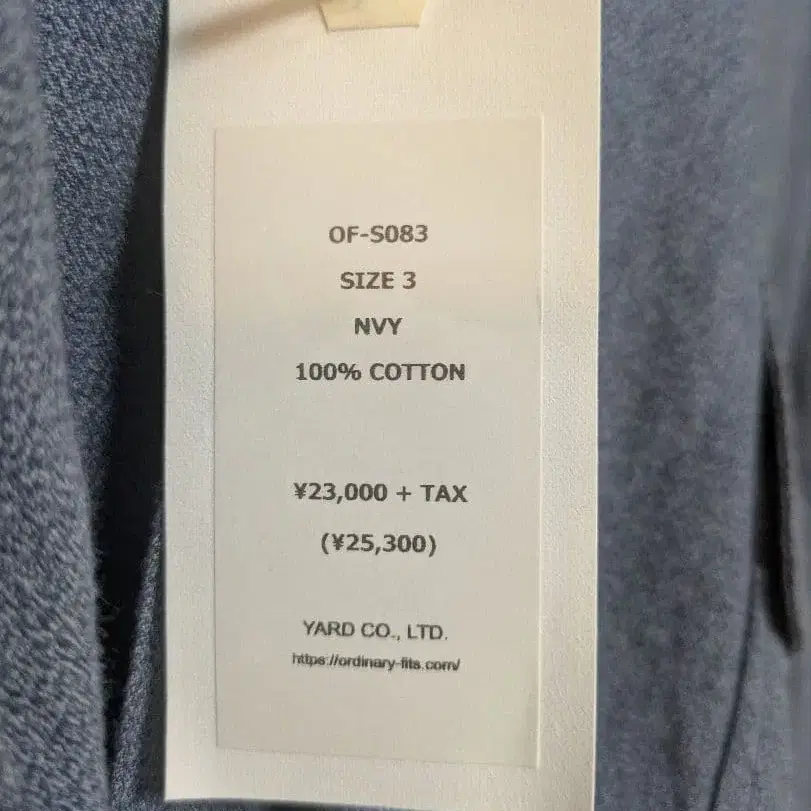 OF-S083
SIZE 3
NVY
100% COTTON
¥23,000 + TAX
(¥25,300)
YARD CO., LTD.
https://ordinary-fits.com/